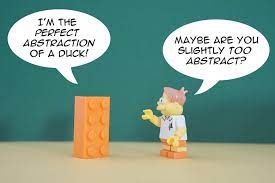 I'M THE
PERFECT
ABSTRACTION
OF A DUCK!
MAYBE ARE YOU
SLIGHTLY TOO
ABSTRACT?